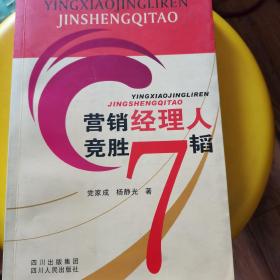 YINGXIAOJINGLIREN
JINSHENGQITAO
YINGXIAOJINGLIREN
JINGSHENGQITAO
营销经理人
竞胜7韬
党家成 杨静光 著
四川出版集团
四川人民出版社